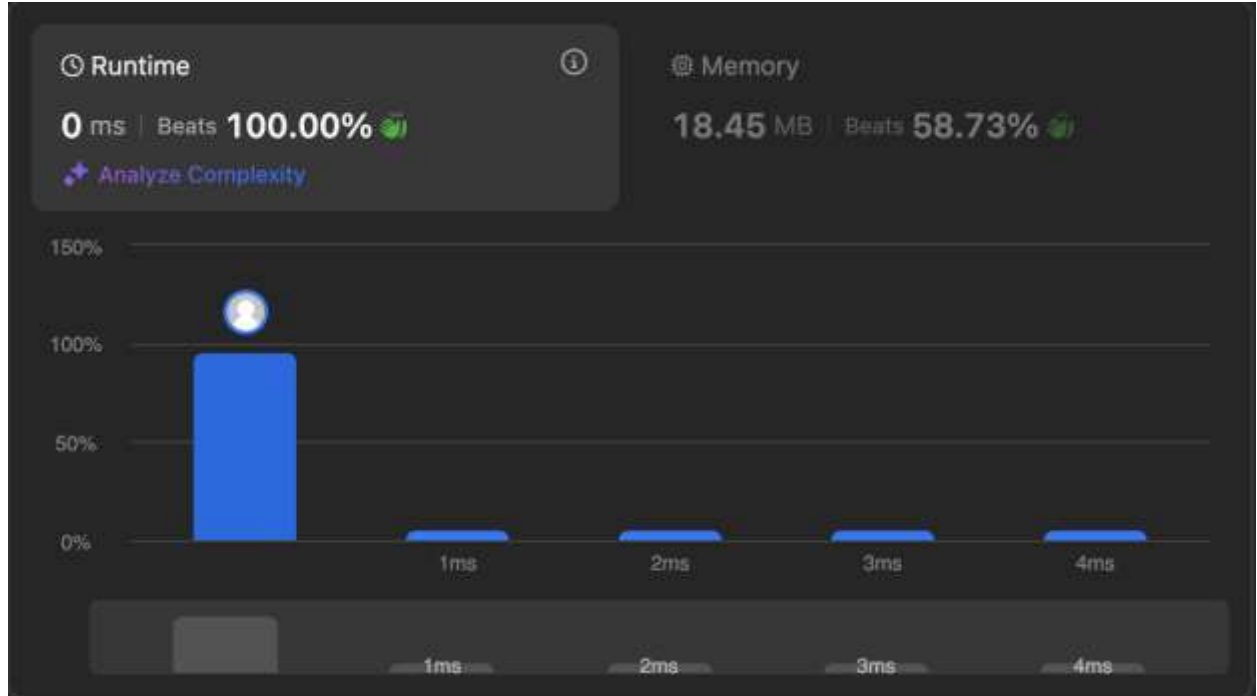 Runtime
0 ms | Beats 100.00%
Analyze Complexity
Memory
18.45 MB | Beats 58.73%
150%
100%
50%
0%
1ms 2ms 3ms 4ms
1ms 2ms 3ms 4ms